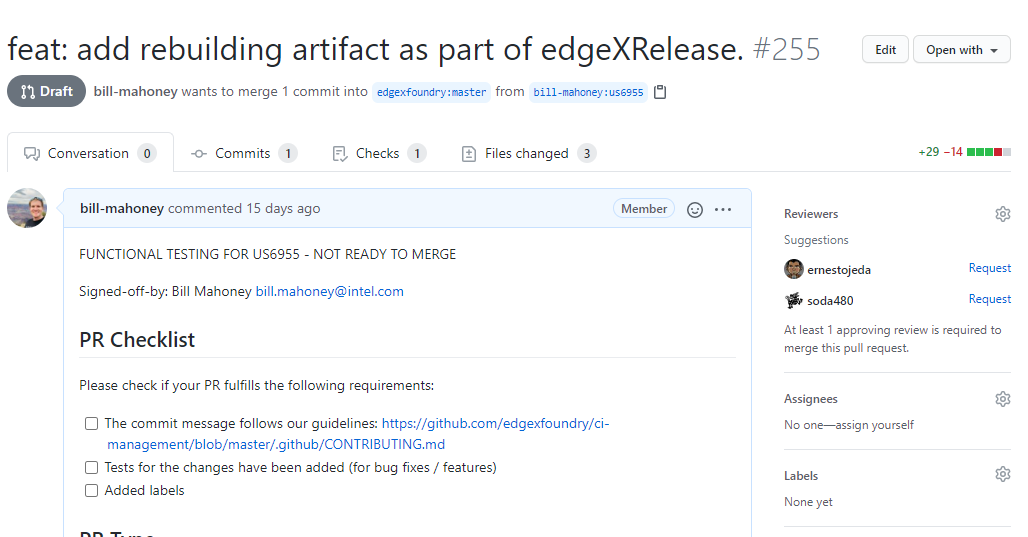 feat: add rebuilding artifact as part of edgeXRelease. #255
Edit
Open with
Draft
bill-mahoney wants to merge 1 commit into edgexfoundry:master from bill-mahoney:us6955
Conversation 0
Commits 1
Checks 1
Files changed 3
+29 −14
bill-mahoney commented 15 days ago
Member
FUNCTIONAL TESTING FOR US6955 - NOT READY TO MERGE
Signed-off-by: Bill Mahoney bill.mahoney@intel.com
PR Checklist
Please check if your PR fulfills the following requirements:
The commit message follows our guidelines: https://github.com/edgexfoundry/ci-
management/blob/master/.github/CONTRIBUTING.md
Tests for the changes have been added (for bug fixes / features)
Added labels
PR Type
Reviewers
Suggestions
ernestojeda
Request
soda480
Request
At least 1 approving review is required to
merge this pull request.
Assignees
No one—assign yourself
Labels
None yet